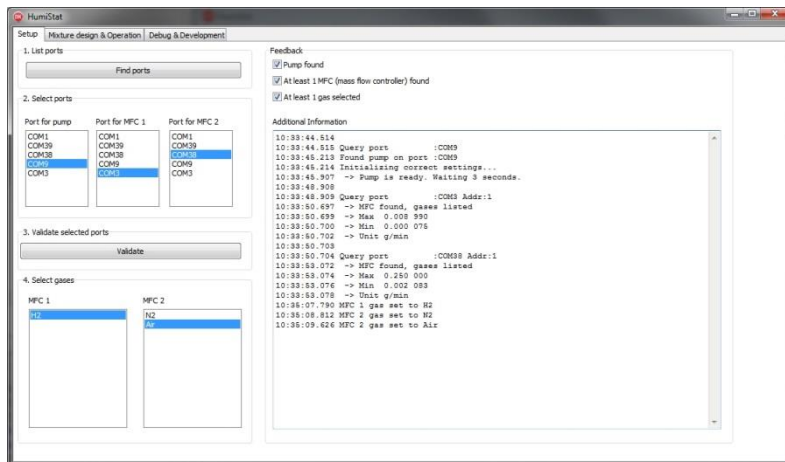 HumiStat
Setup Mixture design & Operation Debug & Development
1. List ports
Find ports
2. Select ports
Port for pump Port for MFC 1 Port for MFC 2
COM1 COM1 COM1
COM39 COM39 COM39
COM38 COM38 COM38
COM9 COM9 COM9
COM3 COM3 COM3
3. Validate selected ports
Validate
4. Select gases
MFC 1 MFC 2
H2 N2
Air
Feedback
Pump found
At least 1 MFC (mass flow controller) found
At least 1 gas selected
Additional Information
10:33:44.514
10:33:44.515 Query port :COM9
10:33:45.213 Found pump on port :COM9
10:33:45.214 Initializing correct settings...
10:33:45.907 -> Pump is ready. Waiting 3 seconds.
10:33:48.908
10:33:48.909 Query port :COM3 Addr:1
10:33:50.697 -> MFC found, gases listed
10:33:50.699 -> Max 0.008 990
10:33:50.700 -> Min 0.000 075
10:33:50.702 -> Unit g/min
10:33:50.703
10:33:50.704 Query port :COM38 Addr:1
10:33:53.072 -> MFC found, gases listed
10:33:53.074 -> Max 0.250 000
10:33:53.076 -> Min 0.002 083
10:33:53.078 -> Unit g/min
10:35:07.790 MFC 1 gas set to H2
10:35:08.812 MFC 2 gas set to N2
10:35:09.626 MFC 2 gas set to Air